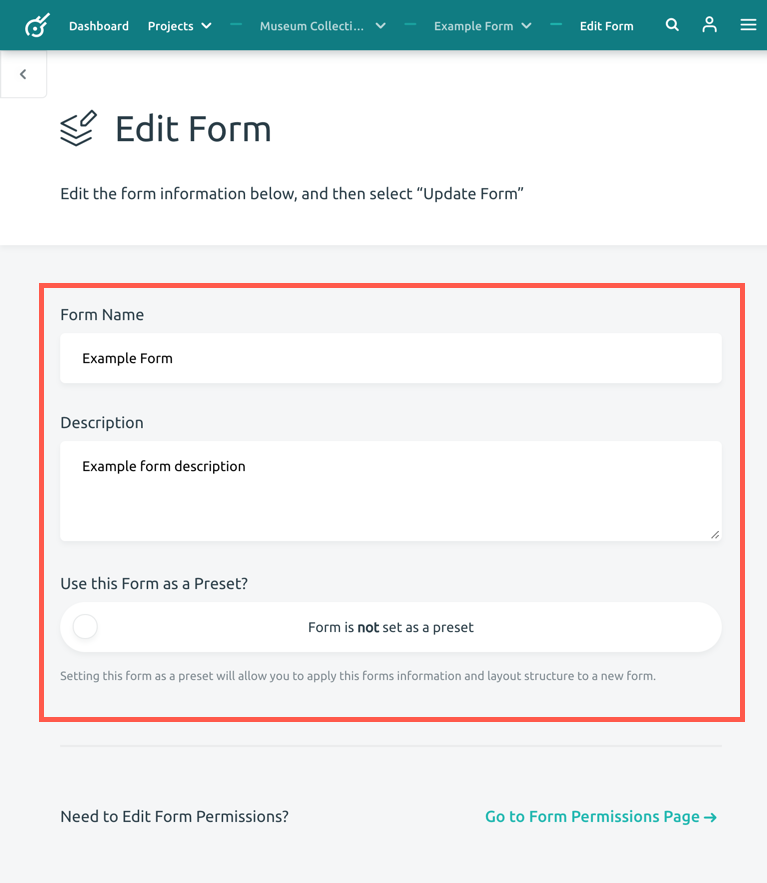 Dashboard Projects Museum Collecti... Example Form Edit Form
Edit Form
Edit the form information below, and then select “Update Form”
Form Name
Example Form
Description
Example form description
Use this Form as a Preset?
Form is not set as a preset
Setting this form as a preset will allow you to apply this forms information and layout structure to a new form.
Need to Edit Form Permissions? Go to Form Permissions Page →